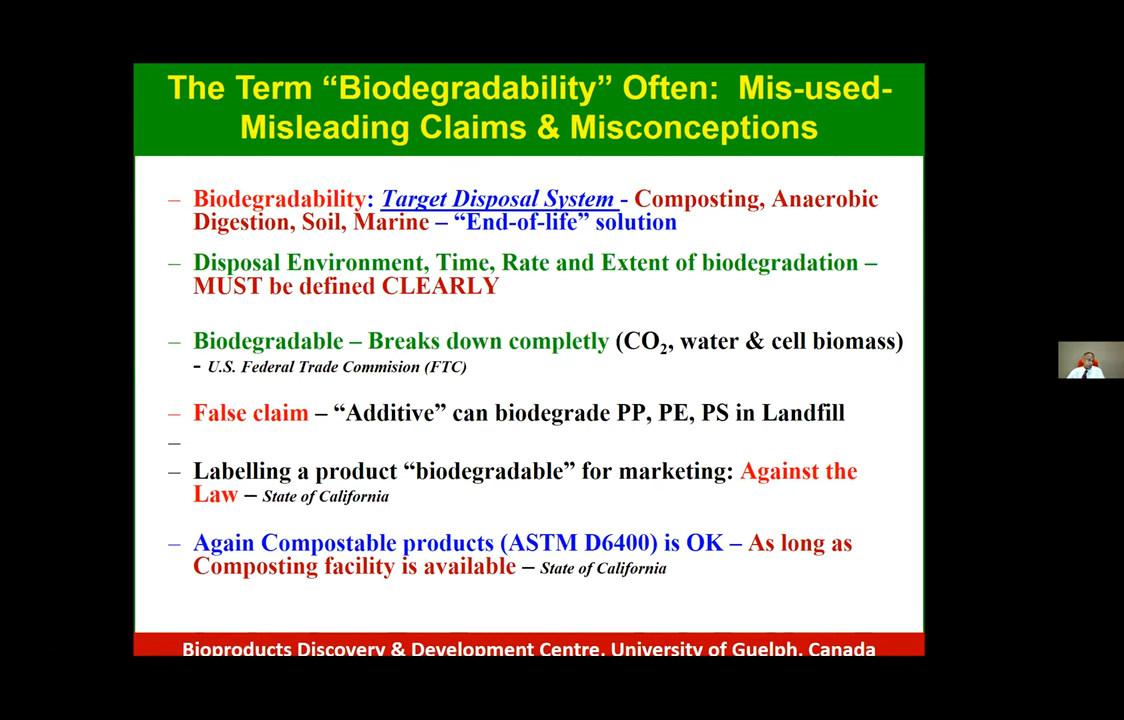 The Term “Biodegradability” Often: Mis-used-
Misleading Claims & Misconceptions
– Biodegradability: Target Disposal System - Composting, Anaerobic
Digestion, Soil, Marine – “End-of-life” solution
– Disposal Environment, Time, Rate and Extent of biodegradation –
MUST be defined CLEARLY
– Biodegradable – Breaks down completly (CO2, water & cell biomass)
- U.S. Federal Trade Commision (FTC)
– False claim – “Additive” can biodegrade PP, PE, PS in Landfill
–
– Labelling a product “biodegradable” for marketing: Against the
Law – State of California
– Again Compostable products (ASTM D6400) is OK – As long as
Composting facility is available – State of California
Bioproducts Discovery & Development Centre, University of Guelph, Canada